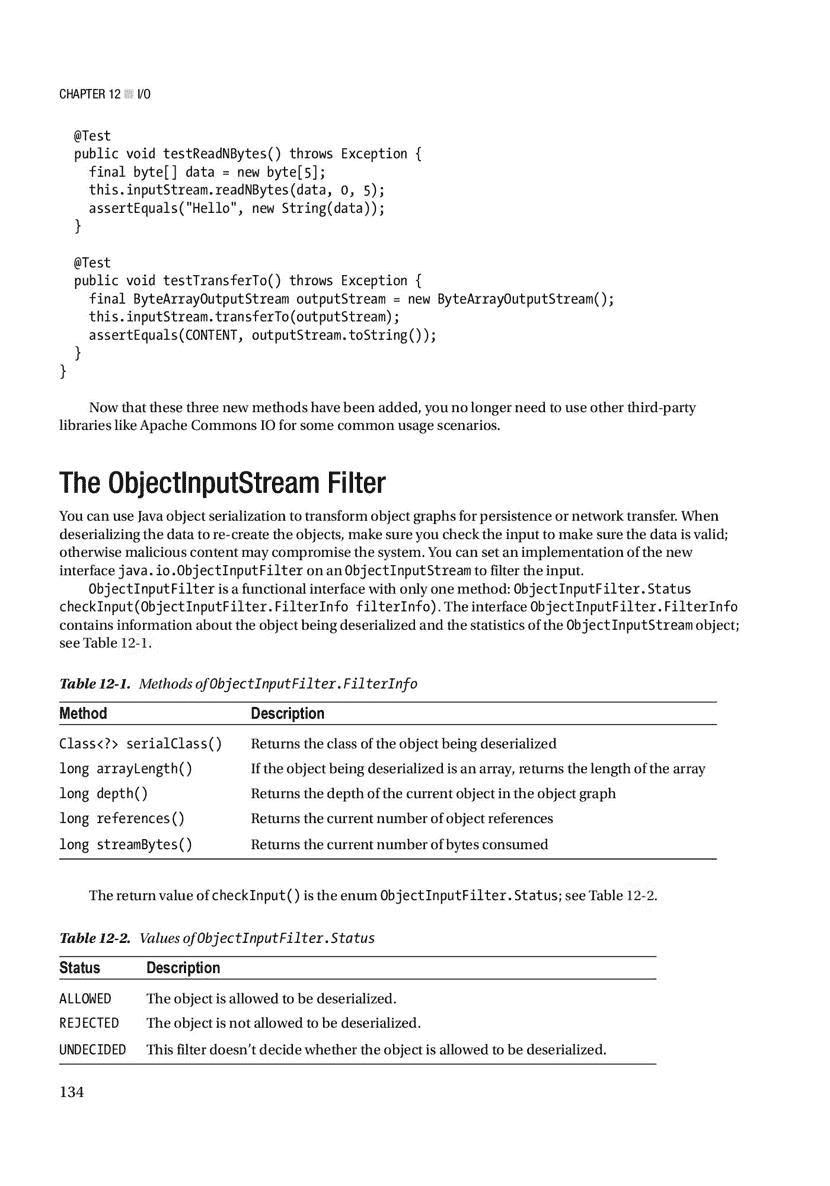 CHAPTER 12 ■ I/O
@Test
public void testReadNBytes() throws Exception {
final byte[] data = new byte[5];
this.inputStream.readNBytes(data, 0, 5);
assertEquals("Hello", new String(data));
}
@Test
public void testTransferTo() throws Exception {
final ByteArrayOutputStream outputStream = new ByteArrayOutputStream();
this.inputStream.transferTo(outputStream);
assertEquals(CONTENT, outputStream.toString());
}
}
Now that these three new methods have been added, you no longer need to use other third-party
libraries like Apache Commons IO for some common usage scenarios.
The ObjectInputStream Filter
You can use Java object serialization to transform object graphs for persistence or network transfer. When
deserializing the data to re-create the objects, make sure you check the input to make sure the data is valid;
otherwise malicious content may compromise the system. You can set an implementation of the new
interface java.io.ObjectInputFilter on an ObjectInputStream to filter the input.
ObjectInputFilter is a functional interface with only one method: ObjectInputFilter.Status
checkInput(ObjectInputFilter.FilterInfo filterInfo). The interface ObjectInputFilter.FilterInfo
contains information about the object being deserialized and the statistics of the ObjectInputStream object;
see Table 12-1.
Table 12-1. Methods of ObjectInputFilter.FilterInfo
Method Description
Class<?> serialClass() Returns the class of the object being deserialized
long arrayLength() If the object being deserialized is an array, returns the length of the array
long depth() Returns the depth of the current object in the object graph
long references() Returns the current number of object references
long streamBytes() Returns the current number of bytes consumed
The return value of checkInput() is the enum ObjectInputFilter.Status; see Table 12-2.
Table 12-2. Values of ObjectInputFilter.Status
Status Description
ALLOWED The object is allowed to be deserialized.
REJECTED The object is not allowed to be deserialized.
UNDECIDED This filter doesn't decide whether the object is allowed to be deserialized.
134